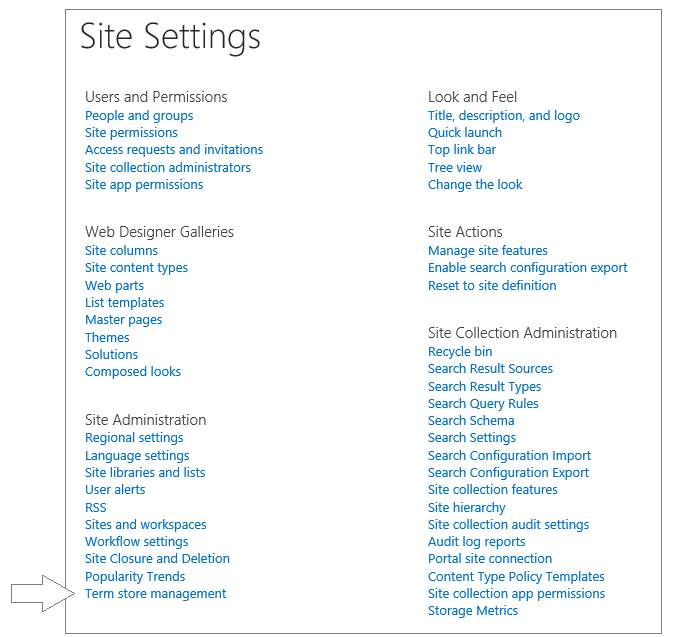 Site Settings
Users and Permissions
People and groups
Site permissions
Access requests and invitations
Site collection administrators
Site app permissions
Web Designer Galleries
Site columns
Site content types
Web parts
List templates
Master pages
Themes
Solutions
Composed looks
Site Administration
Regional settings
Language settings
Site libraries and lists
User alerts
RSS
Sites and workspaces
Workflow settings
Site Closure and Deletion
Popularity Trends
Term store management
Look and Feel
Title, description, and logo
Quick launch
Top link bar
Tree view
Change the look
Site Actions
Manage site features
Enable search configuration export
Reset to site definition
Site Collection Administration
Recycle bin
Search Result Sources
Search Result Types
Search Query Rules
Search Schema
Search Settings
Search Configuration Import
Search Configuration Export
Site collection features
Site hierarchy
Site collection audit settings
Audit log reports
Portal site connection
Content Type Policy Templates
Site collection app permissions
Storage Metrics